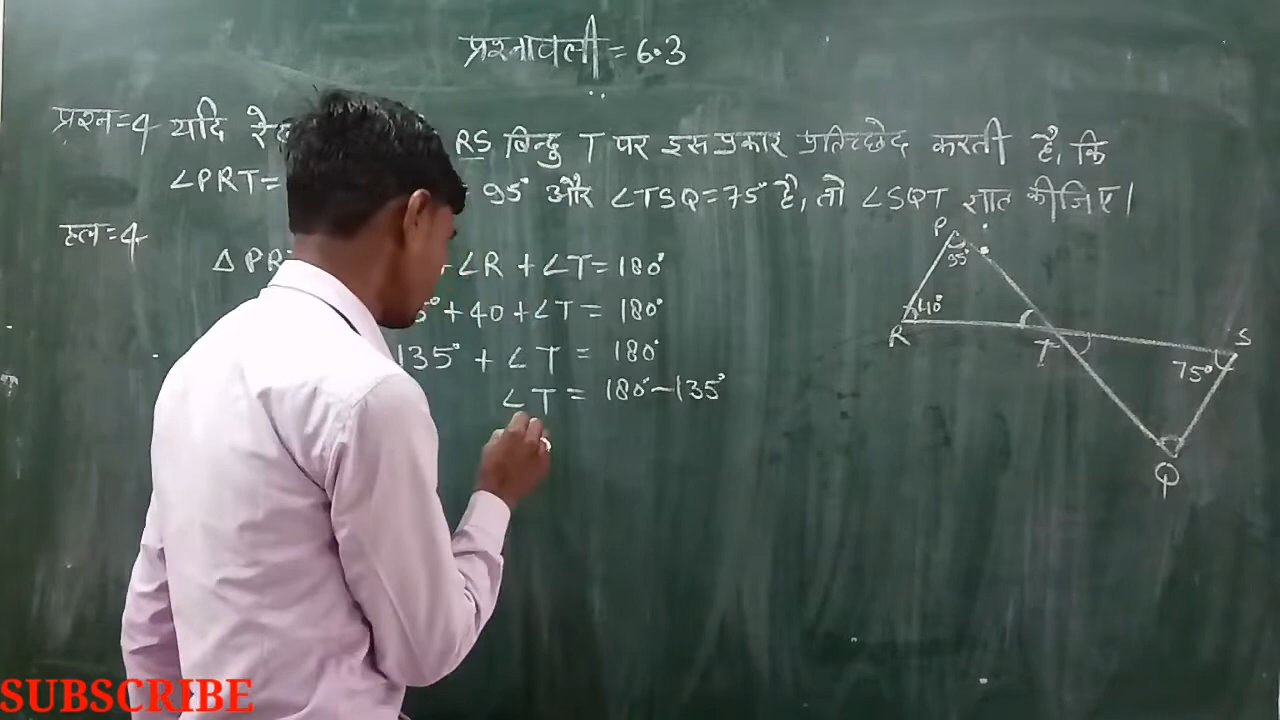 प्रश्नावली = 6.3
प्रश्न=4 यदि RS बिन्दु T पर इस प्रकार प्रतिच्छेद करती है, कि
∠PRT= = 95° और ∠TSQ=75° है, तो ∠SQT ज्ञात कीजिए।
हल=4
△PR +∠R +∠T= 180°
+40 +∠T = 180°
135° + ∠T = 180°
∠T = 180°-135°
P
95°
40°
R
T
S
75°
Q
SUBSCRIBE